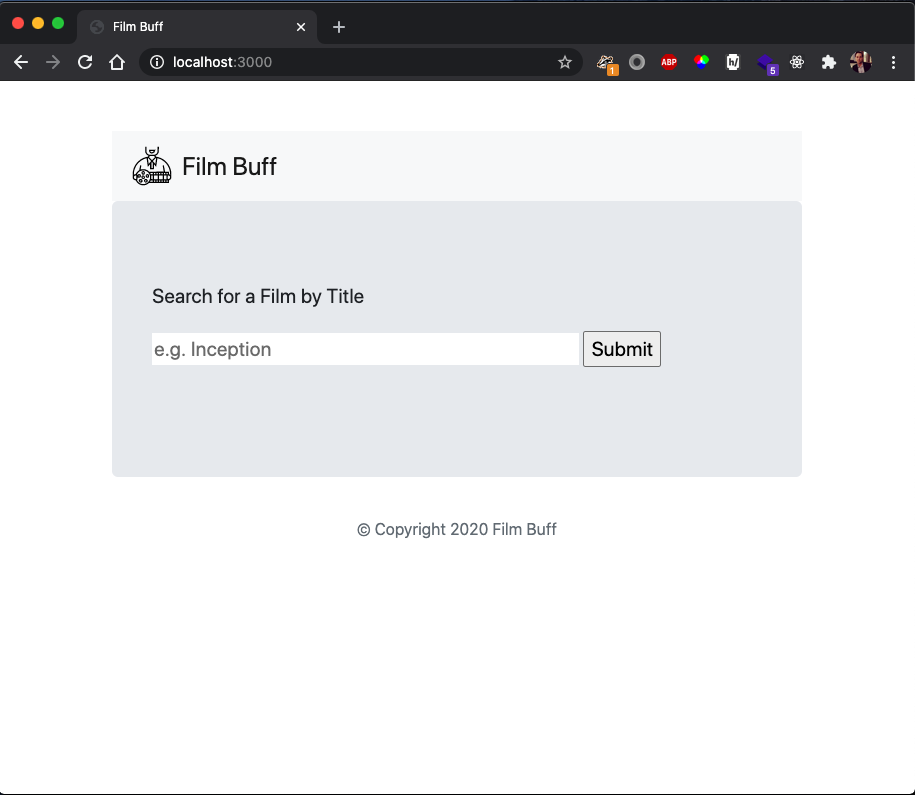 Film Buff
localhost:3000
1
ABP
5
Film Buff
Search for a Film by Title
e.g. Inception Submit
© Copyright 2020 Film Buff